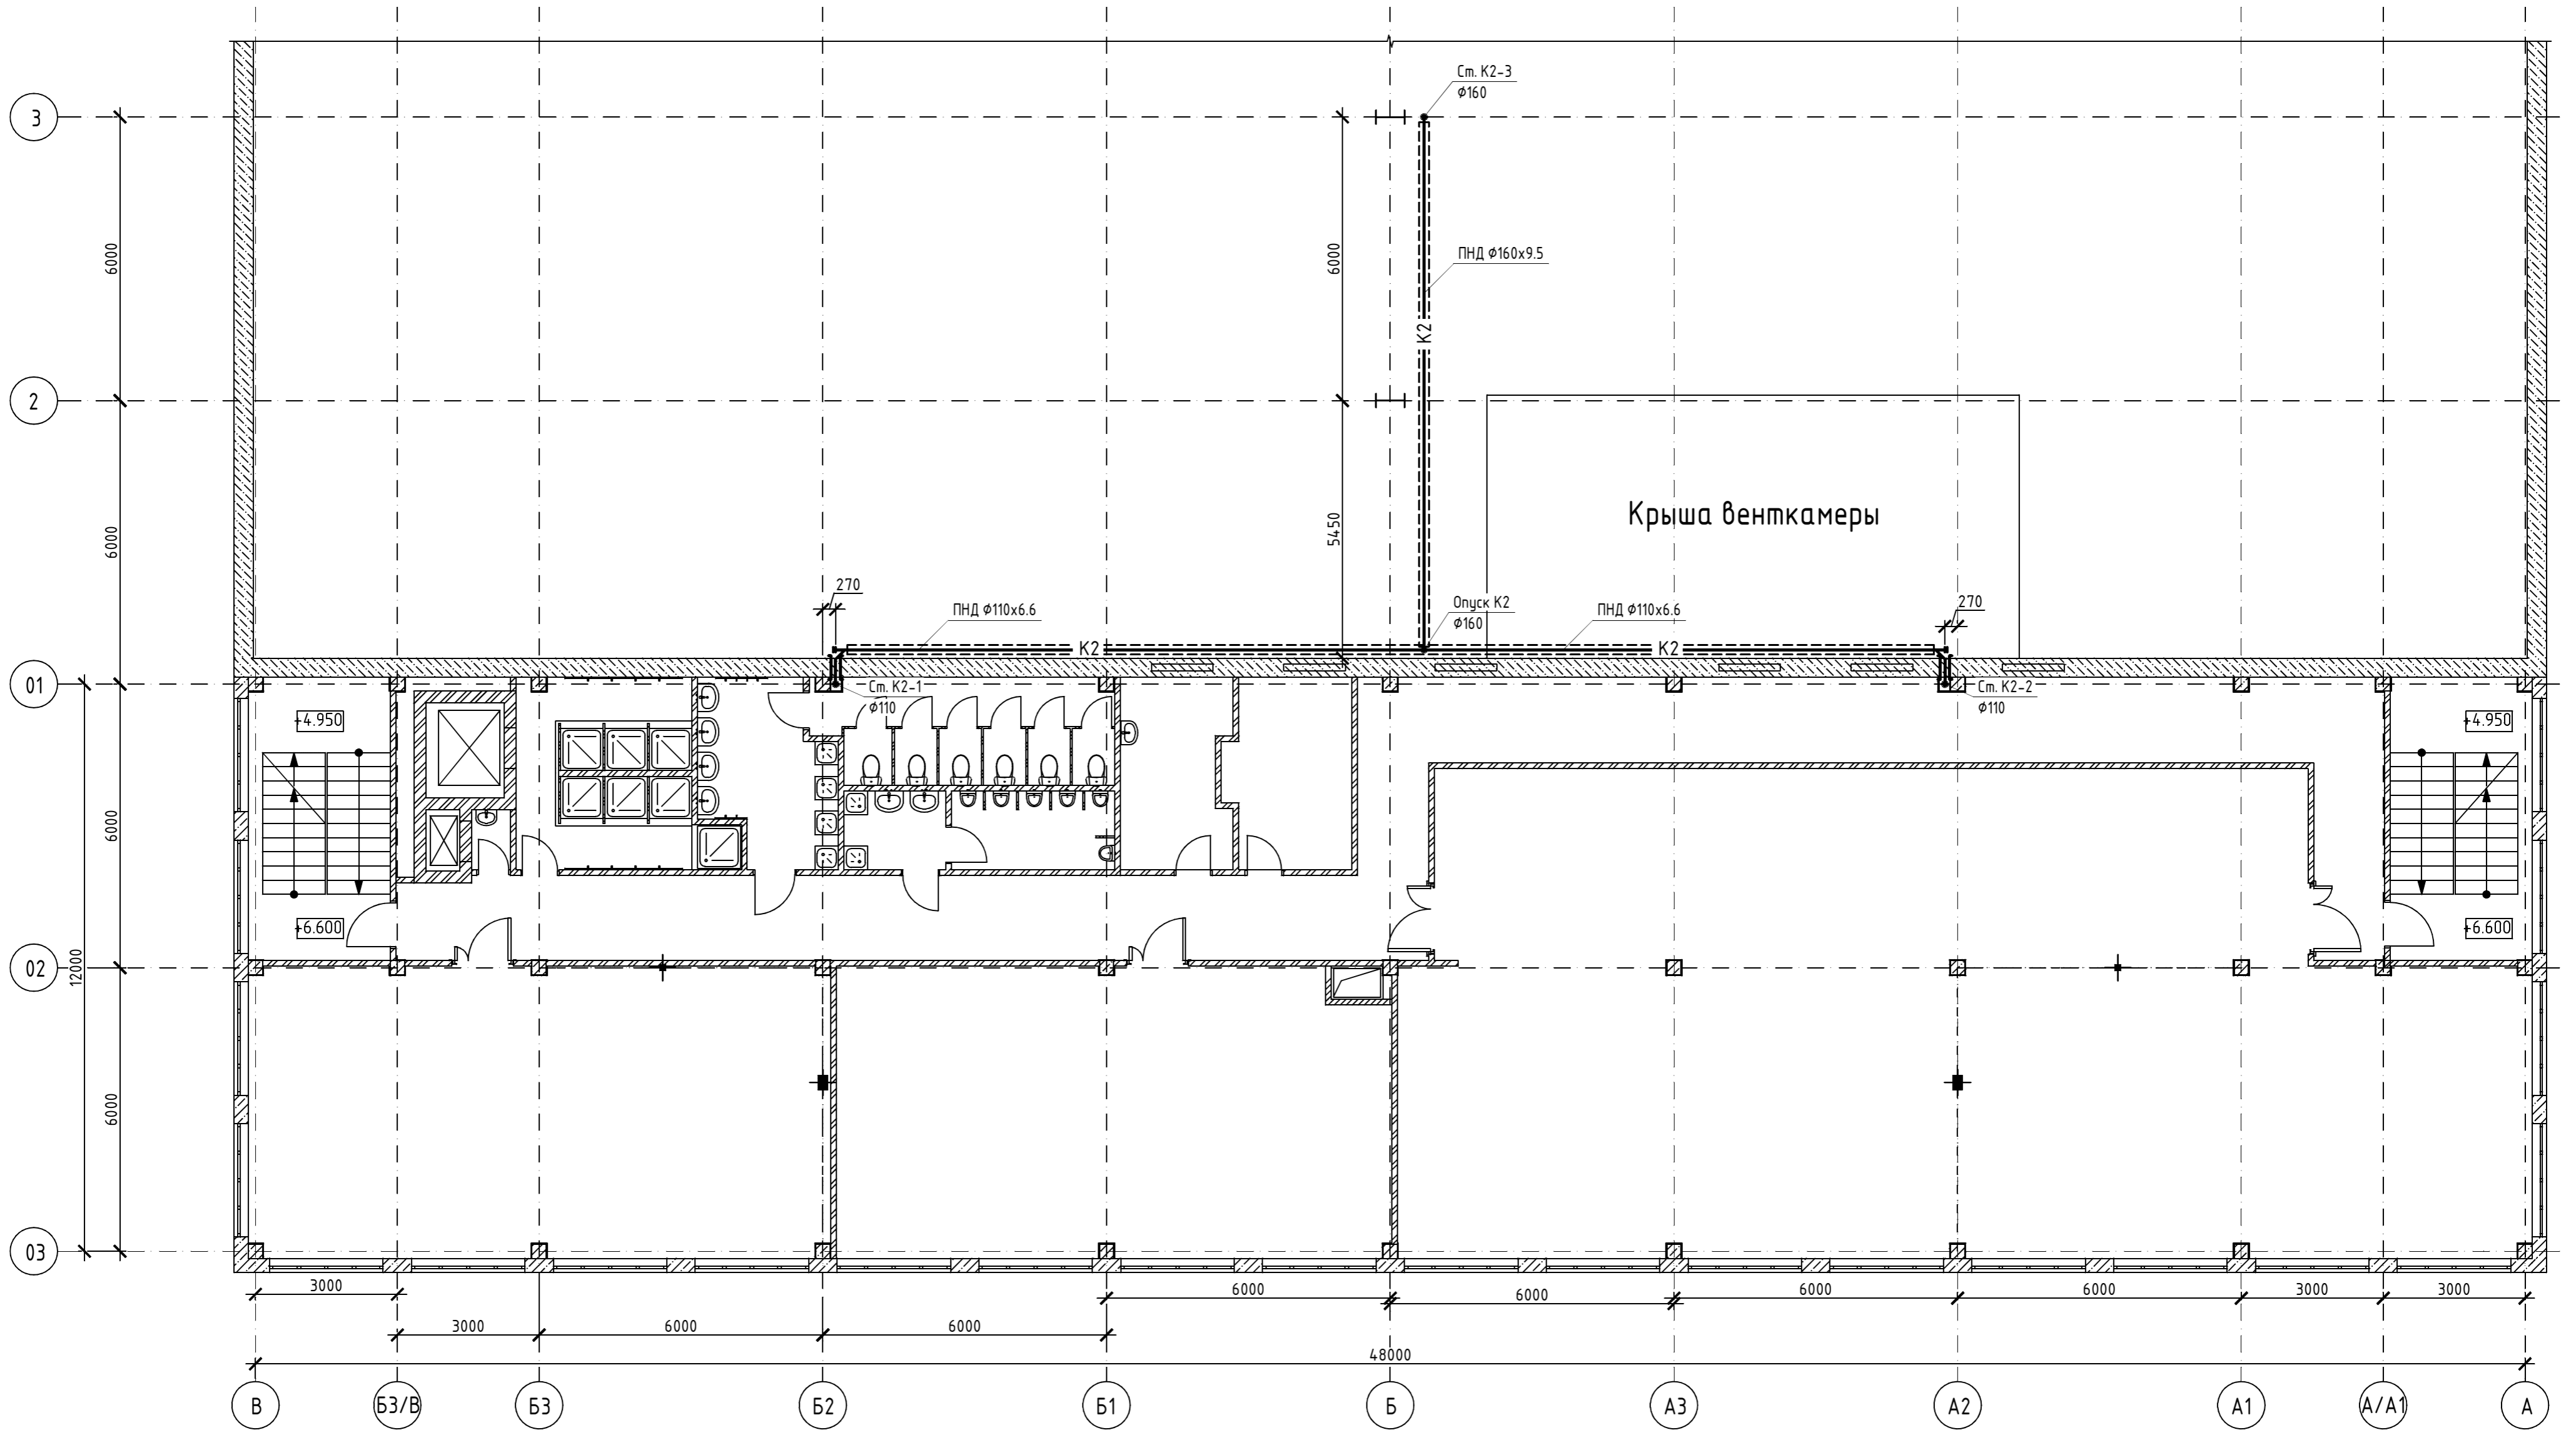 Ст. К2-3
Ø160
3
6000
6000
ПНД Ø160х9.5
К2
2
6000
5450
Крыша венткамеры
270
ПНД Ø110х6.6
Опуск К2
Ø160
ПНД Ø110х6.6
270
К2
К2
01
Ст. К2-1
Ø110
Ст. К2-2
Ø110
+4.950
+4.950
6000
+6.600
+6.600
02
12000
6000
03
3000
6000
6000
6000
6000
3000
3000
3000
6000
6000
48000
В
Б3/В
Б3
Б2
Б1
Б
А3
А2
А1
А/А1
А